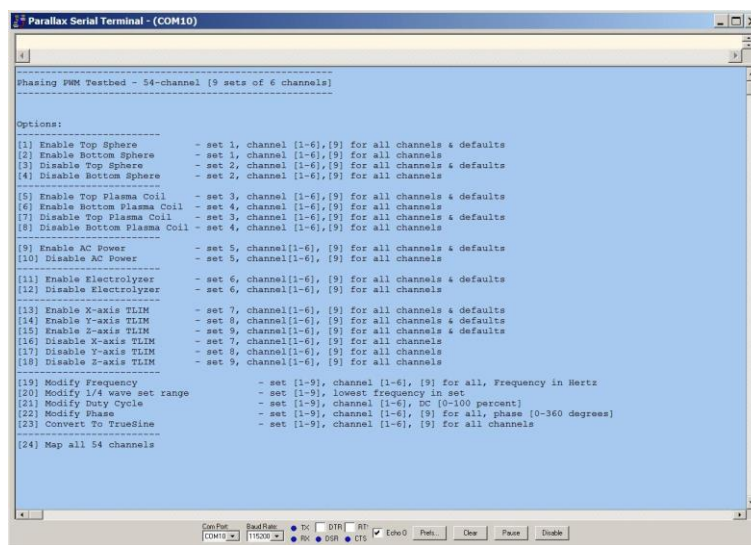 Parallax Serial Terminal - (COM10)
Phasing PWM Testbed - 54-channel [9 sets of 6 channels]
Options:
[1] Enable Top Sphere - set 1, channel [1-6],[9] for all channels & defaults
[2] Enable Bottom Sphere - set 1, channel [1-6],[9] for all channels
[3] Disable Top Sphere - set 2, channel [1-6],[9] for all channels & defaults
[4] Disable Bottom Sphere - set 2, channel [1-6],[9] for all channels
[5] Enable Top Plasma Coil - set 3, channel [1-6],[9] for all channels & defaults
[6] Enable Bottom Plasma Coil - set 4, channel [1-6],[9] for all channels
[7] Disable Top Plasma Coil - set 3, channel [1-6],[9] for all channels & defaults
[8] Disable Bottom Plasma Coil - set 4, channel [1-6],[9] for all channels
[9] Enable AC Power - set 5, channel[1-6], [9] for all channels & defaults
[10] Disable AC Power - set 5, channel[1-6], [9] for all channels
[11] Enable Electrolyzer - set 6, channel[1-6], [9] for all channels & defaults
[12] Disable Electrolyzer - set 6, channel[1-6], [9] for all channels
[13] Enable X-axis TLIM - set 7, channel[1-6], [9] for all channels & defaults
[14] Enable Y-axis TLIM - set 8, channel[1-6], [9] for all channels & defaults
[15] Enable Z-axis TLIM - set 9, channel[1-6], [9] for all channels & defaults
[16] Disable X-axis TLIM - set 7, channel[1-6], [9] for all channels
[17] Disable Y-axis TLIM - set 8, channel[1-6], [9] for all channels
[18] Disable Z-axis TLIM - set 9, channel[1-6], [9] for all channels
[19] Modify Frequency - set [1-9], channel [1-6], [9] for all, Frequency in Hertz
[20] Modify 1/4 wave set range - set [1-9], lowest frequency in set
[21] Modify Duty Cycle - set [1-9], channel [1-6], DC [0-100 percent]
[22] Modify Phase - set [1-9], channel [1-6], [9] for all, phase [0-360 degrees]
[23] Convert To TrueSine - set [1-9], channel [1-6], [9] for all channels
[24] Map all 54 channels
Com Port: Baud Rate: TX DTR RTS
COM10 115200 RX DSR CTS Echo O Prefs... Clear Pause Disable